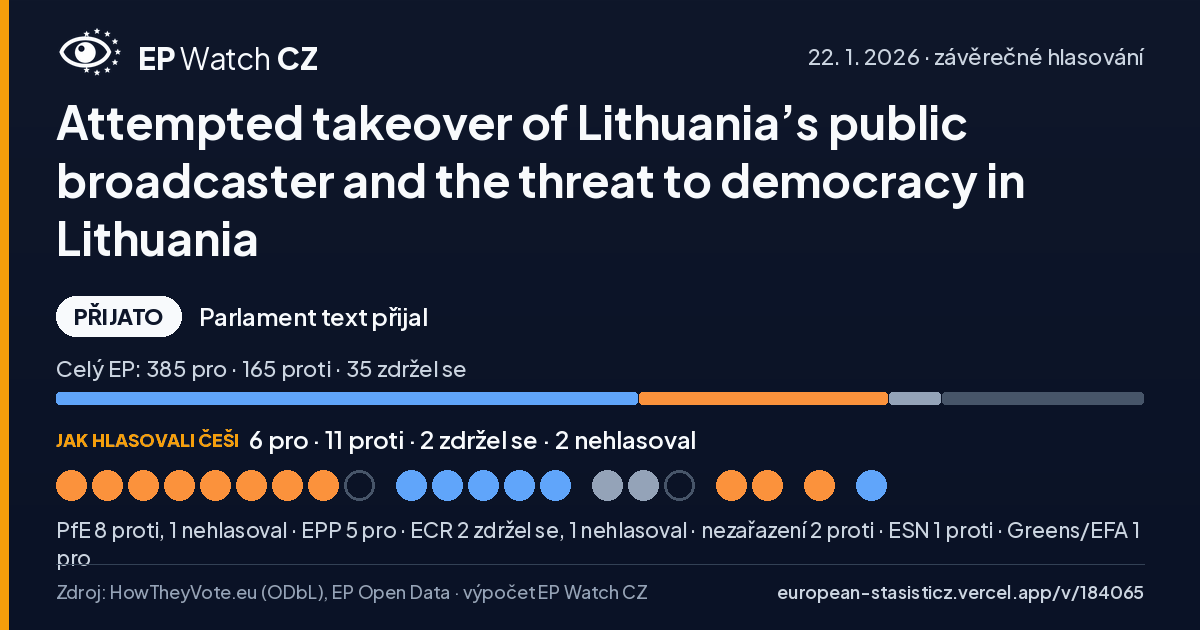 EP Watch CZ
22. 1. 2026 · závěrečné hlasování
Attempted takeover of Lithuania’s public
broadcaster and the threat to democracy in
Lithuania
PŘIJATO Parlament text přijal
Celý EP: 385 pro · 165 proti · 35 zdržel se
JAK HLASOVALI ČEŠI 6 pro · 11 proti · 2 zdržel se · 2 nehlasoval
PfE 8 proti, 1 nehlasoval · EPP 5 pro · ECR 2 zdržel se, 1 nehlasoval · nezařazení 2 proti · ESN 1 proti · Greens/EFA 1
pro
Zdroj: HowTheyVote.eu (ODbL), EP Open Data · výpočet EP Watch CZ
european-stasisticz.vercel.app/v/184065